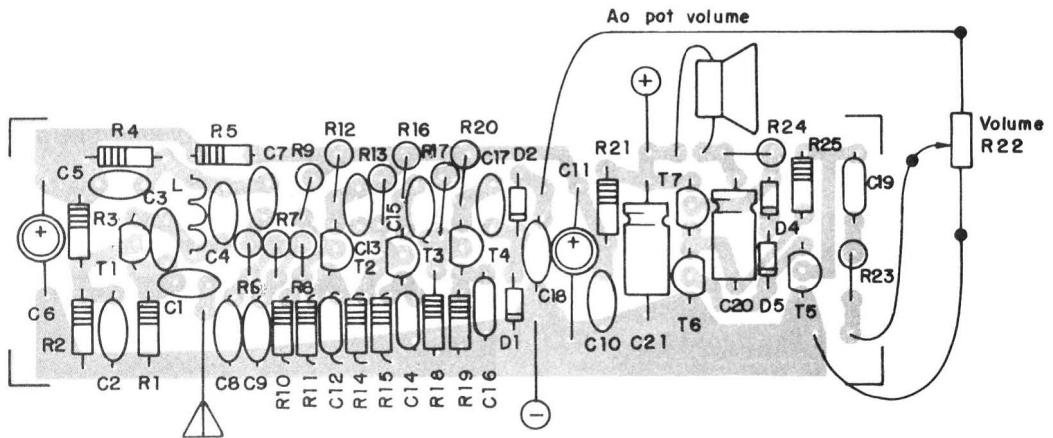 Ao pot volume
+
R4
R5
R12
R16
R20
R24
C7
R9
R13
R17
C17
D2
R21
R25
Volume
R22
C5
L
C11
T7
C19
C3
R3
R7
C15
C4
C13
T1
T2
T3
T4
D4
R6
R8
C18
R23
C6
C1
D5
T5
C20
R2
D1
T6
C10
C21
C2
R1
C8
C9
R10
R11
C12
R14
R15
C14
R18
R19
C16
−